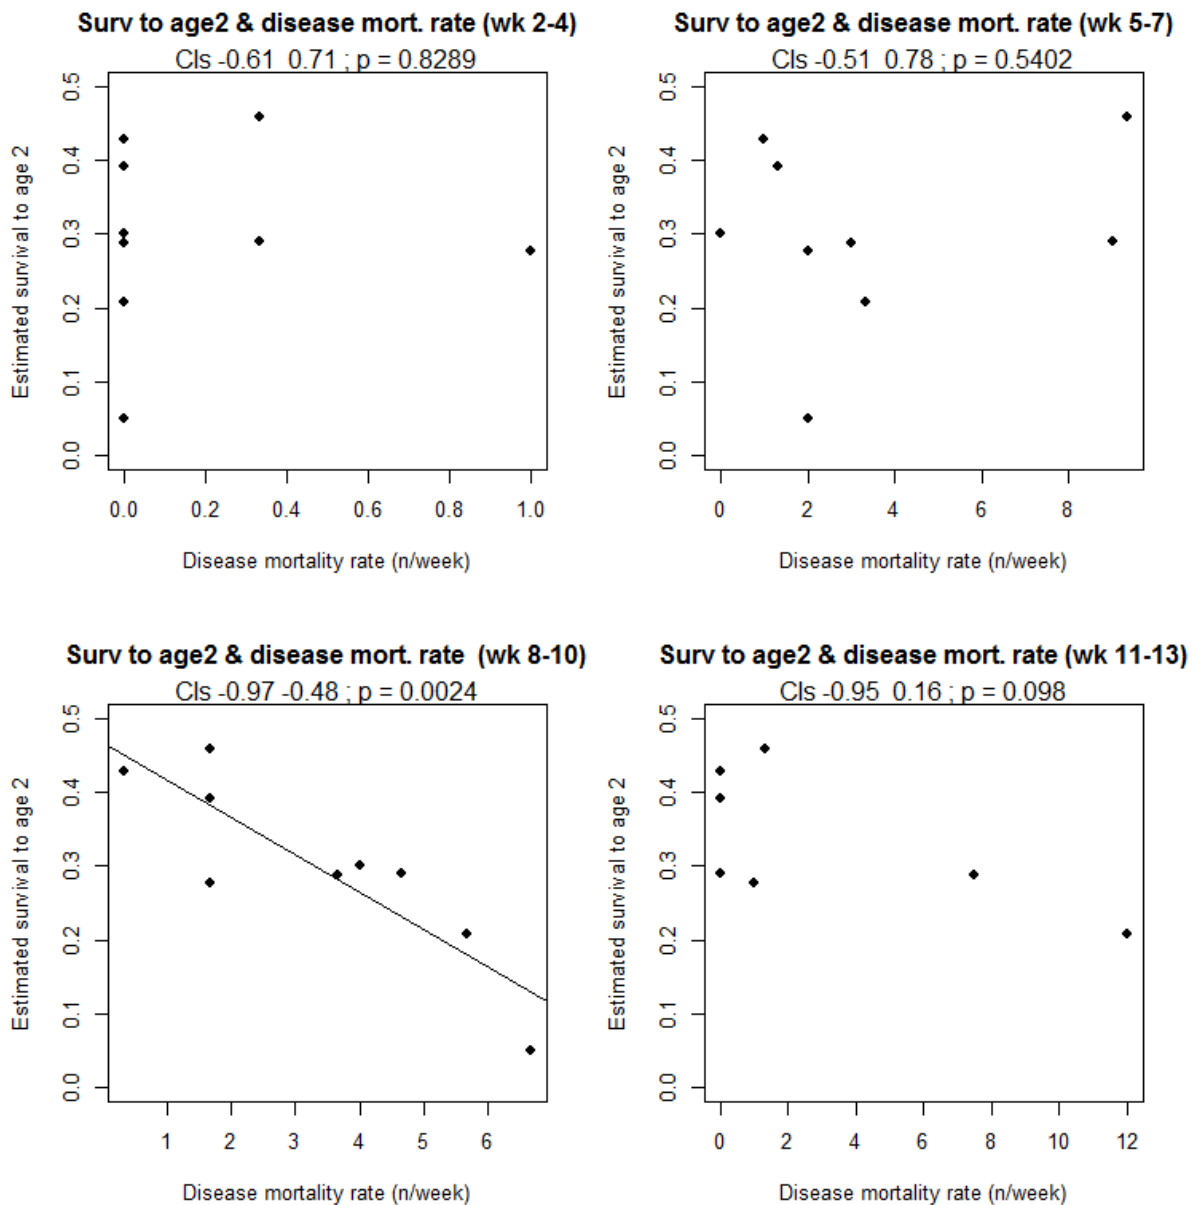 Surv to age2 & disease mort. rate (wk 2-4)
CIs -0.61 0.71 ; p = 0.8289
Estimated survival to age 2
0.5
0.4
0.3
0.2
0.1
0.0
0.0 0.2 0.4 0.6 0.8 1.0
Disease mortality rate (n/week)
Surv to age2 & disease mort. rate (wk 5-7)
CIs -0.51 0.78 ; p = 0.5402
Estimated survival to age 2
0.5
0.4
0.3
0.2
0.1
0.0
0 2 4 6 8
Disease mortality rate (n/week)
Surv to age2 & disease mort. rate (wk 8-10)
CIs -0.97 -0.48 ; p = 0.0024
Estimated survival to age 2
0.5
0.4
0.3
0.2
0.1
0.0
1 2 3 4 5 6
Disease mortality rate (n/week)
Surv to age2 & disease mort. rate (wk 11-13)
CIs -0.95 0.16 ; p = 0.098
Estimated survival to age 2
0.5
0.4
0.3
0.2
0.1
0.0
0 2 4 6 8 10 12
Disease mortality rate (n/week)